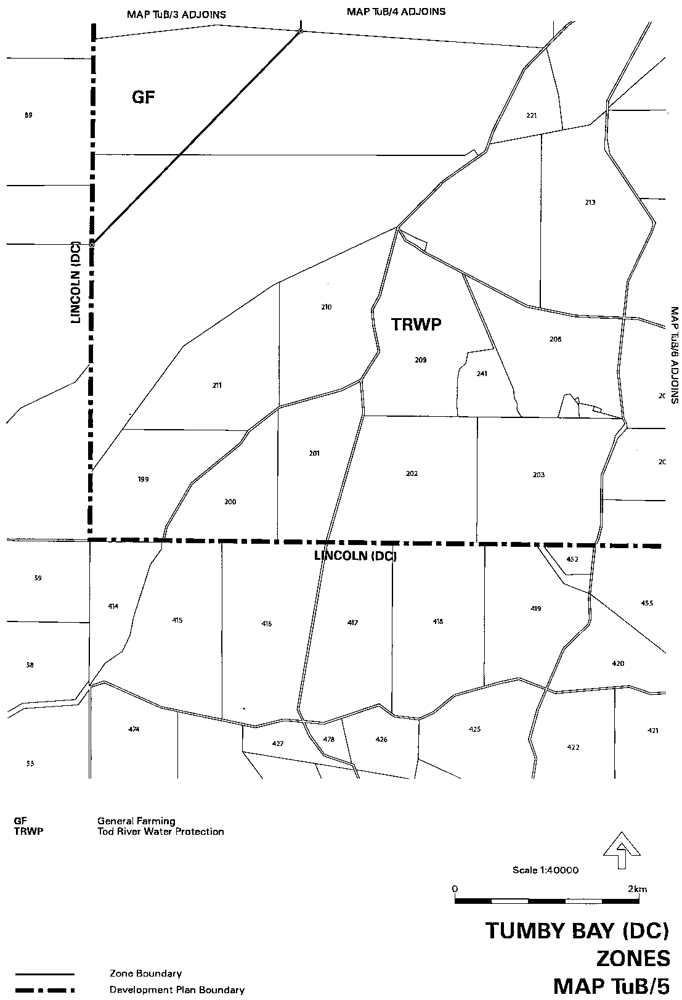 MAP TuB/3 ADJOINS
MAP TuB/4 ADJOINS
GF
89
221
213
LINCOLN (DC)
210
TRWP
MAP TuB/6 ADJOINS
208
209
241
211
20
201
199
202
203
20
200
LINCOLN (DC)
452
59
414
415
416
417
418
419
455
58
420
474
427
478
426
425
422
421
55
GF General Farming
TRWP Tod River Water Protection
Scale 1:40000
0 2km
TUMBY BAY (DC)
ZONES
MAP TuB/5
Zone Boundary
Development Plan Boundary